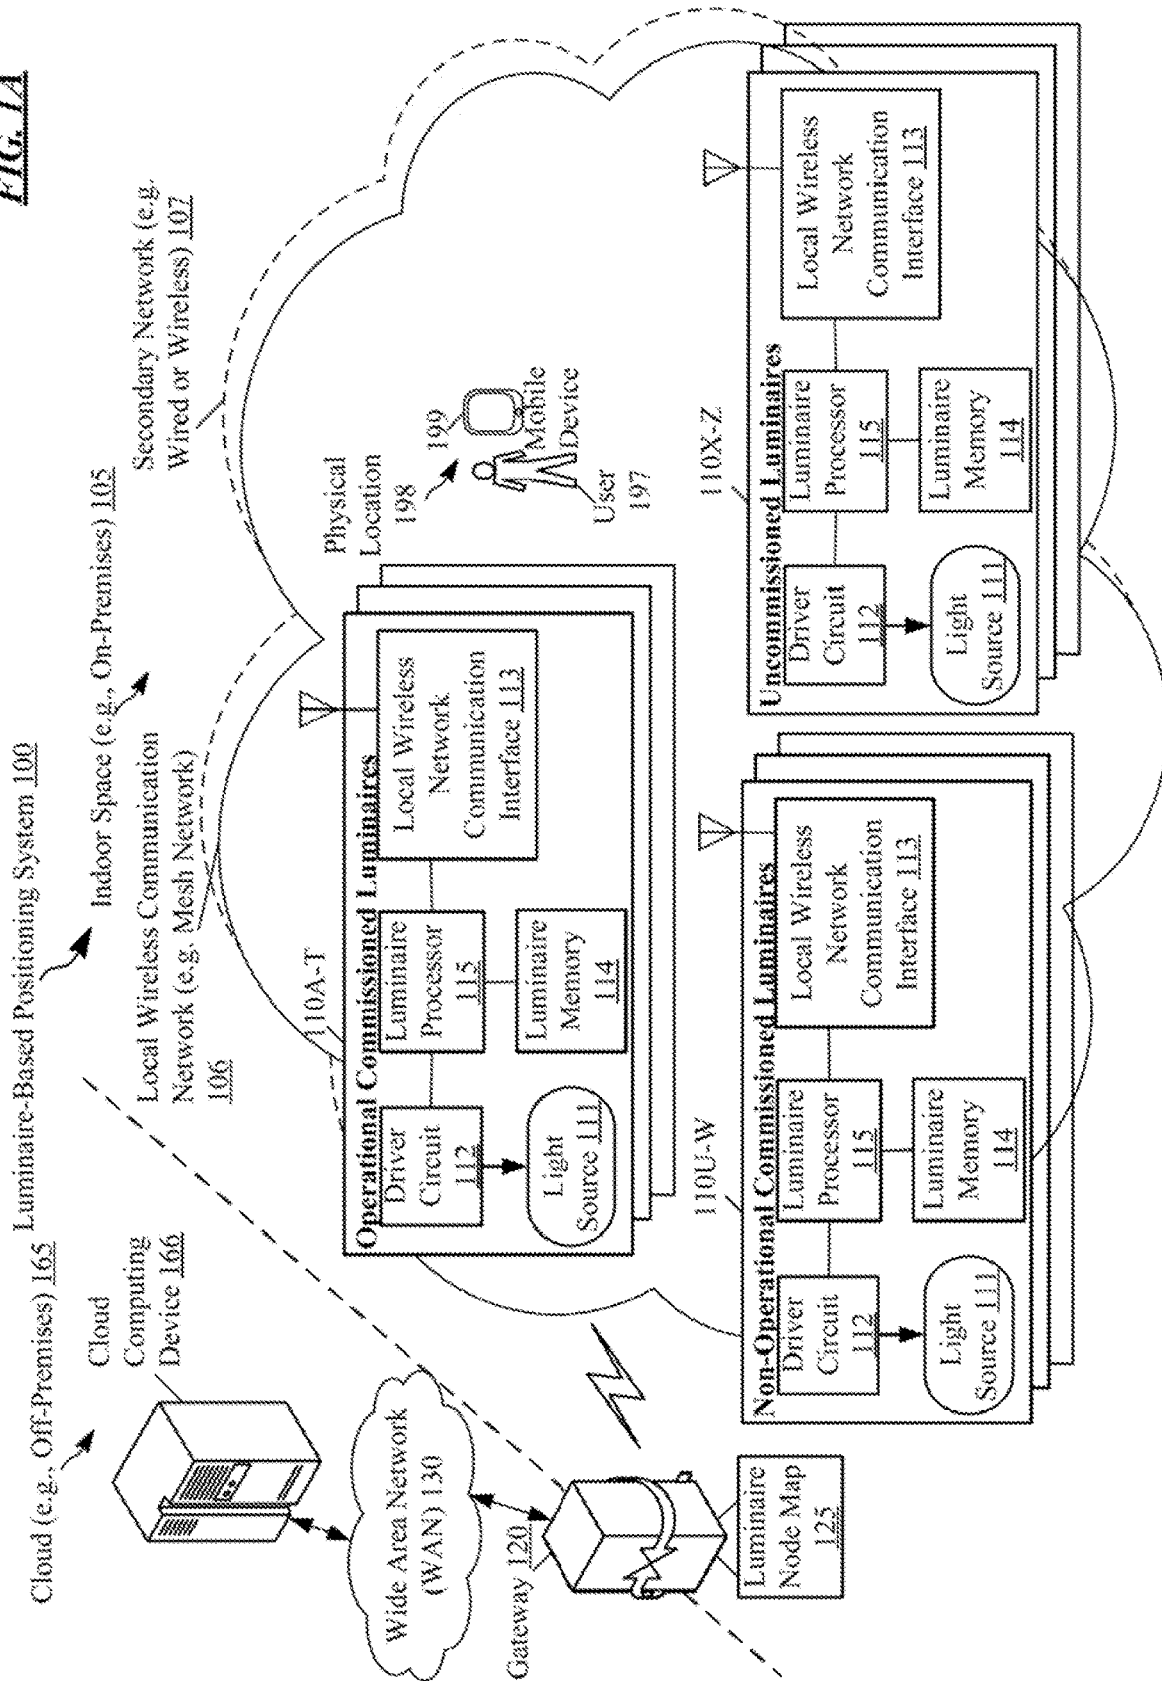 FIG. 1A
Luminaire-Based Positioning System 100
Cloud (e.g., Off-Premises) 165
Indoor Space (e.g., On-Premises) 105
Cloud
Computing
Device 166
Local Wireless Communication
Network (e.g. Mesh Network)
106
Secondary Network (e.g.
Wired or Wireless) 107
Wide Area Network
(WAN) 130
Gateway 120
Luminaire
Node Map
125
110A-T
Operational Commissioned Luminaires
Driver
Circuit
112
Luminaire
Processor
115
Local Wireless
Network
Communication
Interface 113
Light
Source 111
Luminaire
Memory
114
Physical
Location
198
199
Mobile
Device
User
197
110U-W
Non-Operational Commissioned Luminaires
Driver
Circuit
112
Luminaire
Processor
115
Local Wireless
Network
Communication
Interface 113
Light
Source 111
Luminaire
Memory
114
110X-Z
Uncommissioned Luminaires
Driver
Circuit
112
Luminaire
Processor
115
Local Wireless
Network
Communication
Interface 113
Light
Source 111
Luminaire
Memory
114